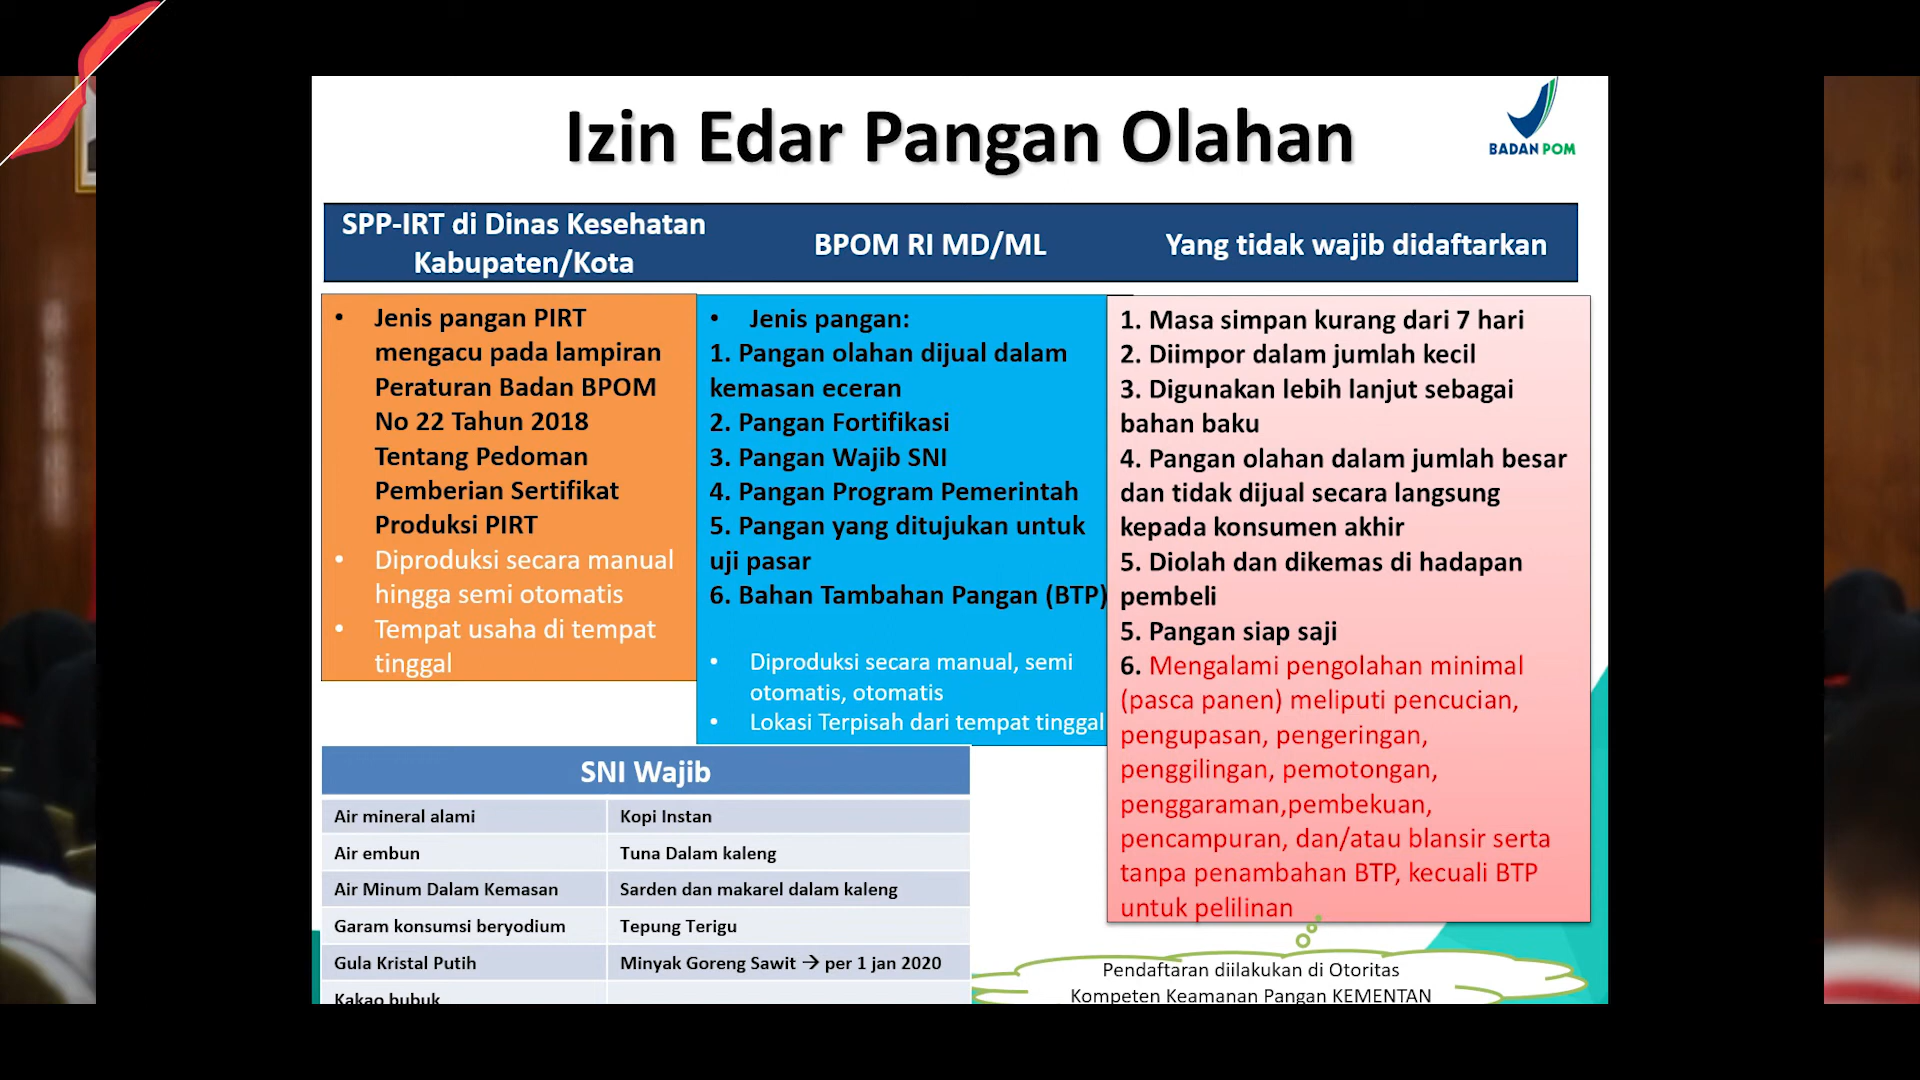 Izin Edar Pangan Olahan
BADAN POM
SPP-IRT di Dinas Kesehatan
Kabupaten/Kota
BPOM RI MD/ML
Yang tidak wajib didaftarkan
• Jenis pangan PIRT
mengacu pada lampiran
Peraturan Badan BPOM
No 22 Tahun 2018
Tentang Pedoman
Pemberian Sertifikat
Produksi PIRT
• Diproduksi secara manual
hingga semi otomatis
• Tempat usaha di tempat
tinggal
• Jenis pangan:
1. Pangan olahan dijual dalam
kemasan eceran
2. Pangan Fortifikasi
3. Pangan Wajib SNI
4. Pangan Program Pemerintah
5. Pangan yang ditujukan untuk
uji pasar
6. Bahan Tambahan Pangan (BTP)
• Diproduksi secara manual, semi
otomatis, otomatis
• Lokasi Terpisah dari tempat tinggal
1. Masa simpan kurang dari 7 hari
2. Diimpor dalam jumlah kecil
3. Digunakan lebih lanjut sebagai
bahan baku
4. Pangan olahan dalam jumlah besar
dan tidak dijual secara langsung
kepada konsumen akhir
5. Diolah dan dikemas di hadapan
pembeli
5. Pangan siap saji
6. Mengalami pengolahan minimal
(pasca panen) meliputi pencucian,
pengupasan, pengeringan,
penggilingan, pemotongan,
penggaraman,pembekuan,
pencampuran, dan/atau blansir serta
tanpa penambahan BTP, kecuali BTP
untuk pelilinan
SNI Wajib
Air mineral alami
Kopi Instan
Air embun
Tuna Dalam kaleng
Air Minum Dalam Kemasan
Sarden dan makarel dalam kaleng
Garam konsumsi beryodium
Tepung Terigu
Gula Kristal Putih
Minyak Goreng Sawit → per 1 jan 2020
Kakao bubuk
Pendaftaran diilakukan di Otoritas
Kompeten Keamanan Pangan KEMENTAN